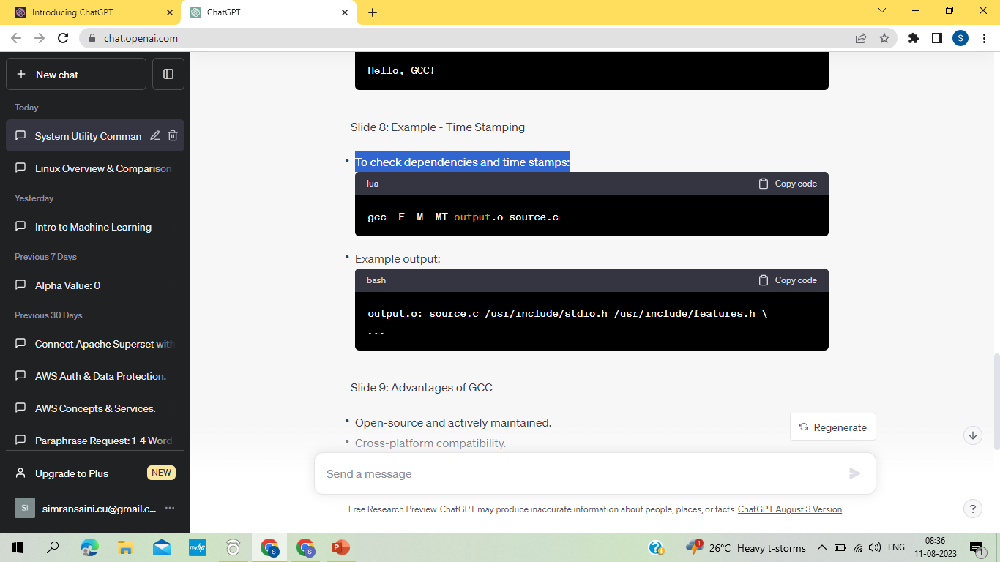 Introducing ChatGPT
ChatGPT
chat.openai.com
S
New chat
Today
System Utility Comman
Linux Overview & Comparison
Yesterday
Intro to Machine Learning
Previous 7 Days
Alpha Value: 0
Previous 30 Days
Connect Apache Superset with
AWS Auth & Data Protection.
AWS Concepts & Services.
Paraphrase Request: 1-4 Word
Upgrade to Plus NEW
SI simransaini.cu@gmail.c...
Hello, GCC!
Slide 8: Example - Time Stamping
• To check dependencies and time stamps:
lua Copy code
gcc -E -M -MT output.o source.c
• Example output:
bash Copy code
output.o: source.c /usr/include/stdio.h /usr/include/features.h \
...
Slide 9: Advantages of GCC
• Open-source and actively maintained.
• Cross-platform compatibility.
Regenerate
Send a message
Free Research Preview. ChatGPT may produce inaccurate information about people, places, or facts. ChatGPT August 3 Version
?
myhp
S
S
P
?
1
26°C Heavy t-storms
ENG
08:36
11-08-2023
1